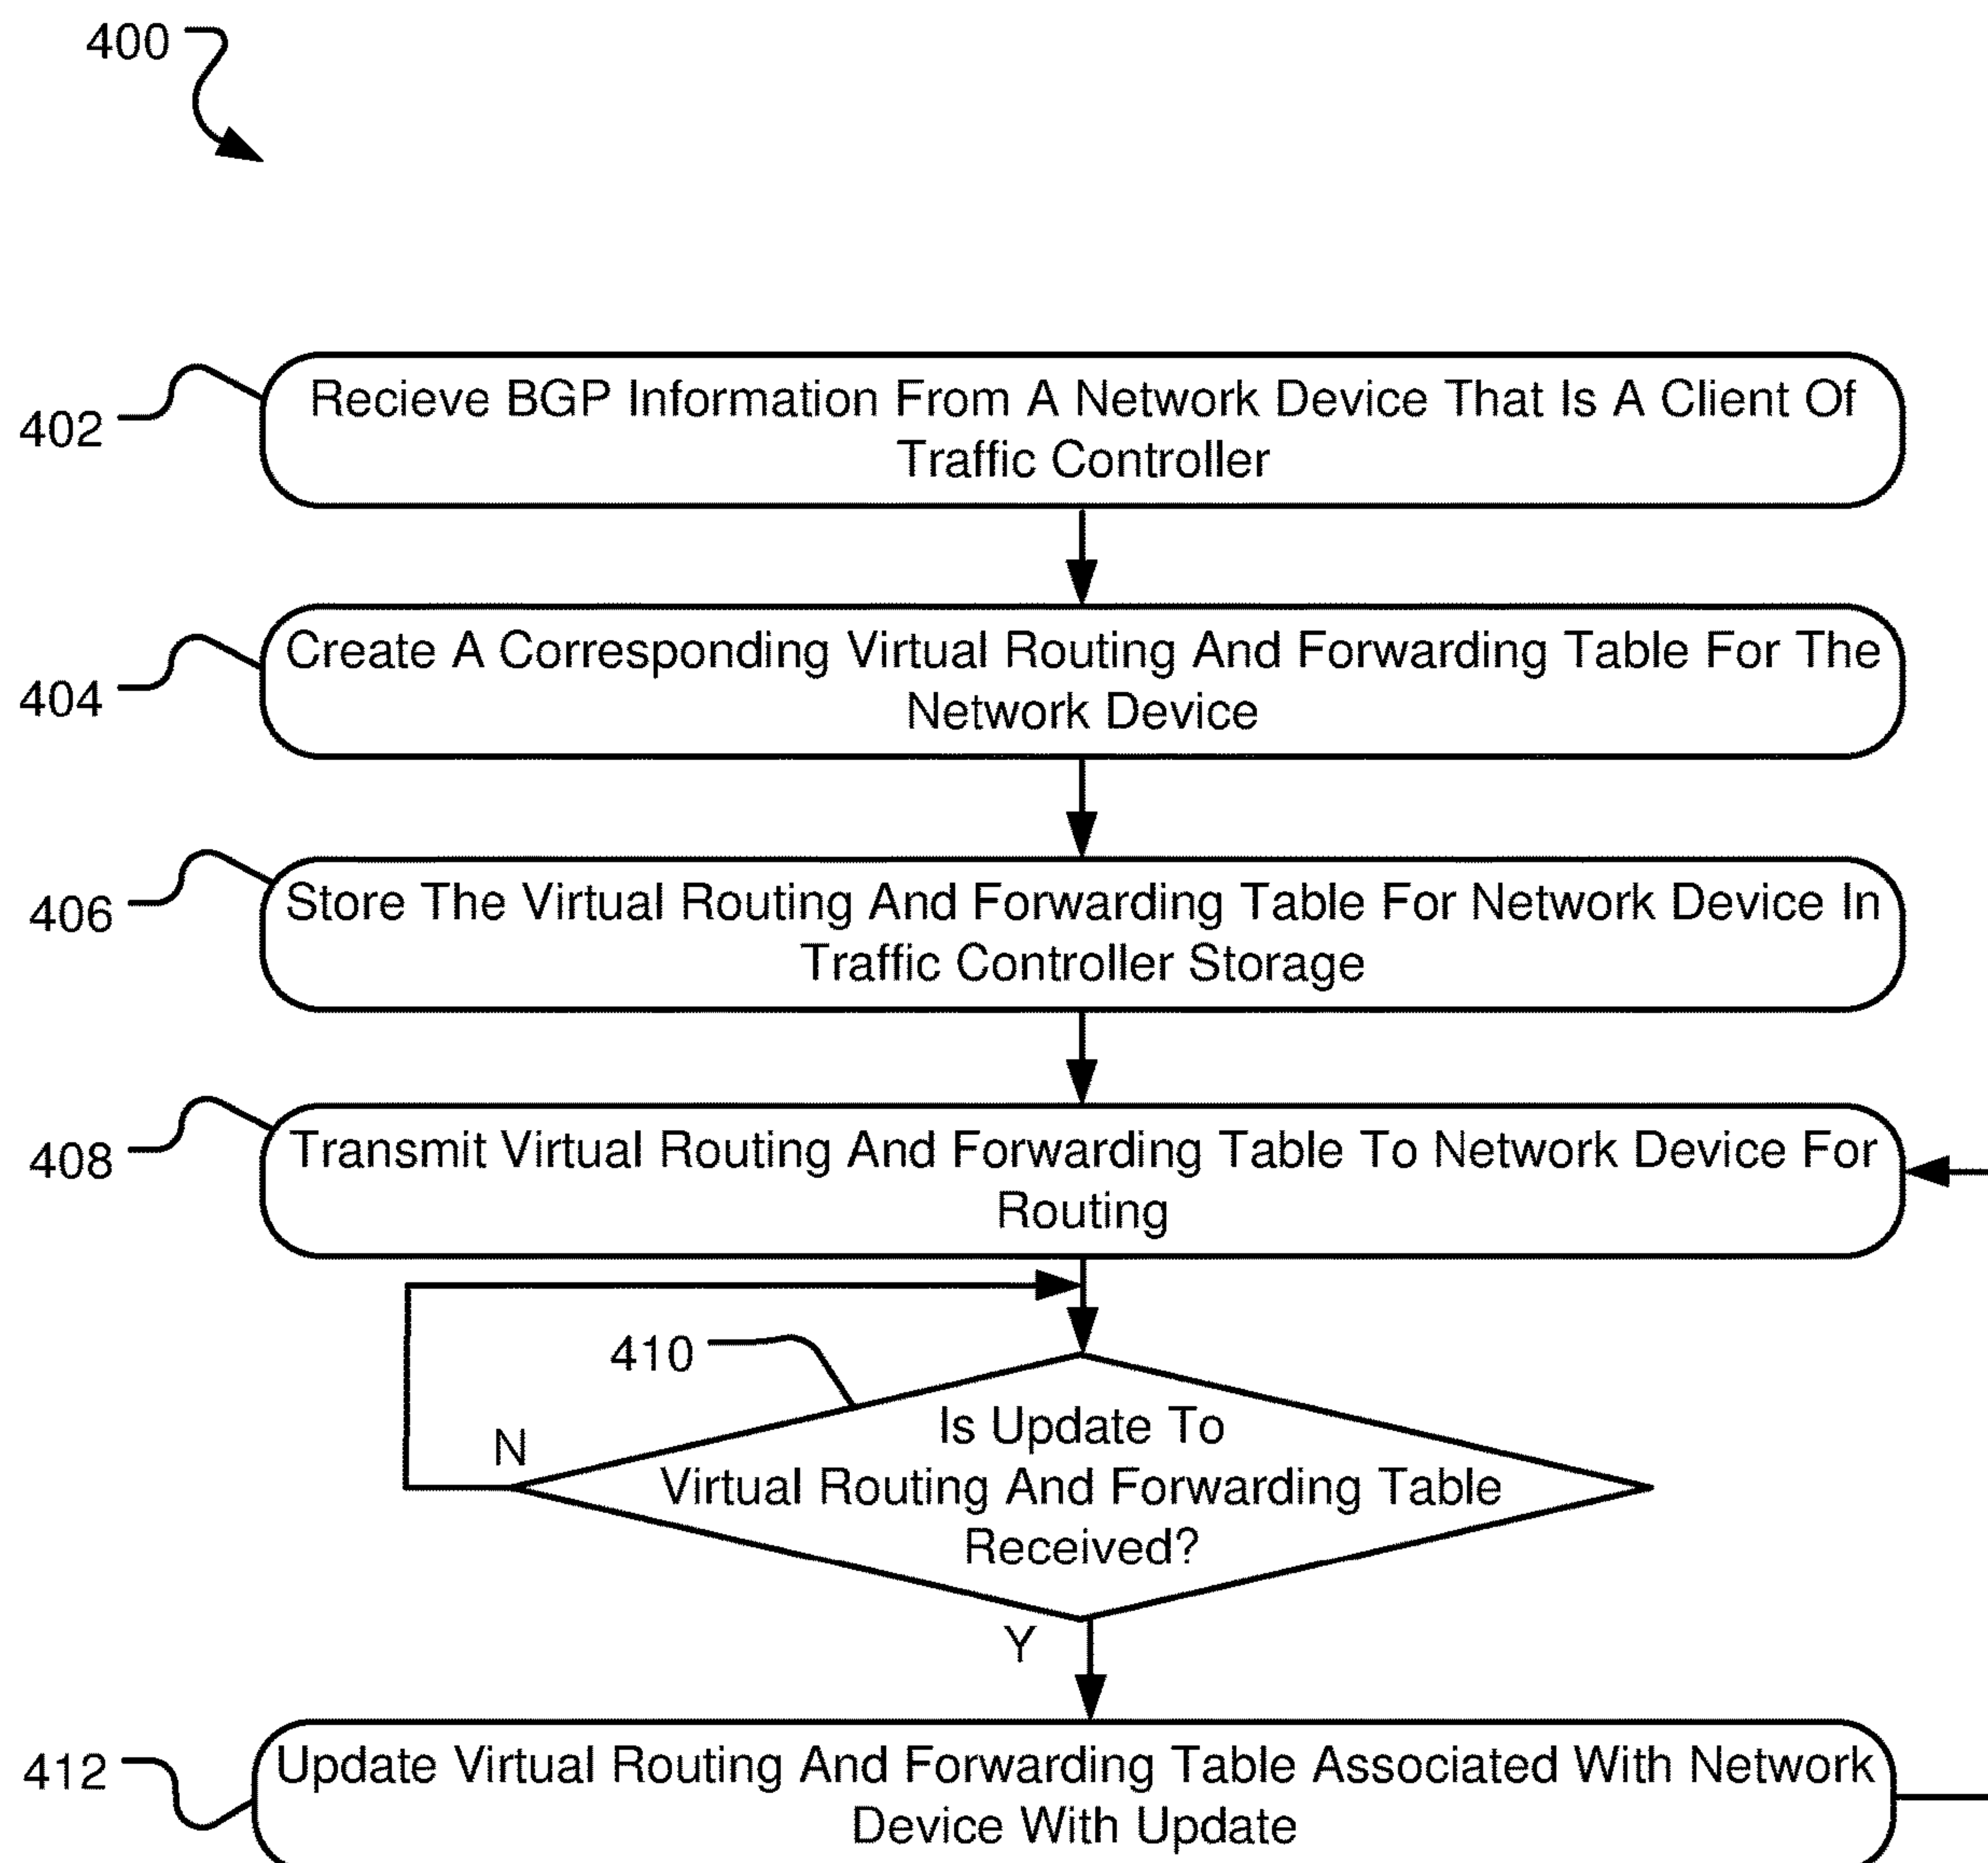 400
402
Recieve BGP Information From A Network Device That Is A Client Of
Traffic Controller
404
Create A Corresponding Virtual Routing And Forwarding Table For The
Network Device
406
Store The Virtual Routing And Forwarding Table For Network Device In
Traffic Controller Storage
408
Transmit Virtual Routing And Forwarding Table To Network Device For
Routing
410
N
Is Update To
Virtual Routing And Forwarding Table
Received?
Y
412
Update Virtual Routing And Forwarding Table Associated With Network
Device With Update